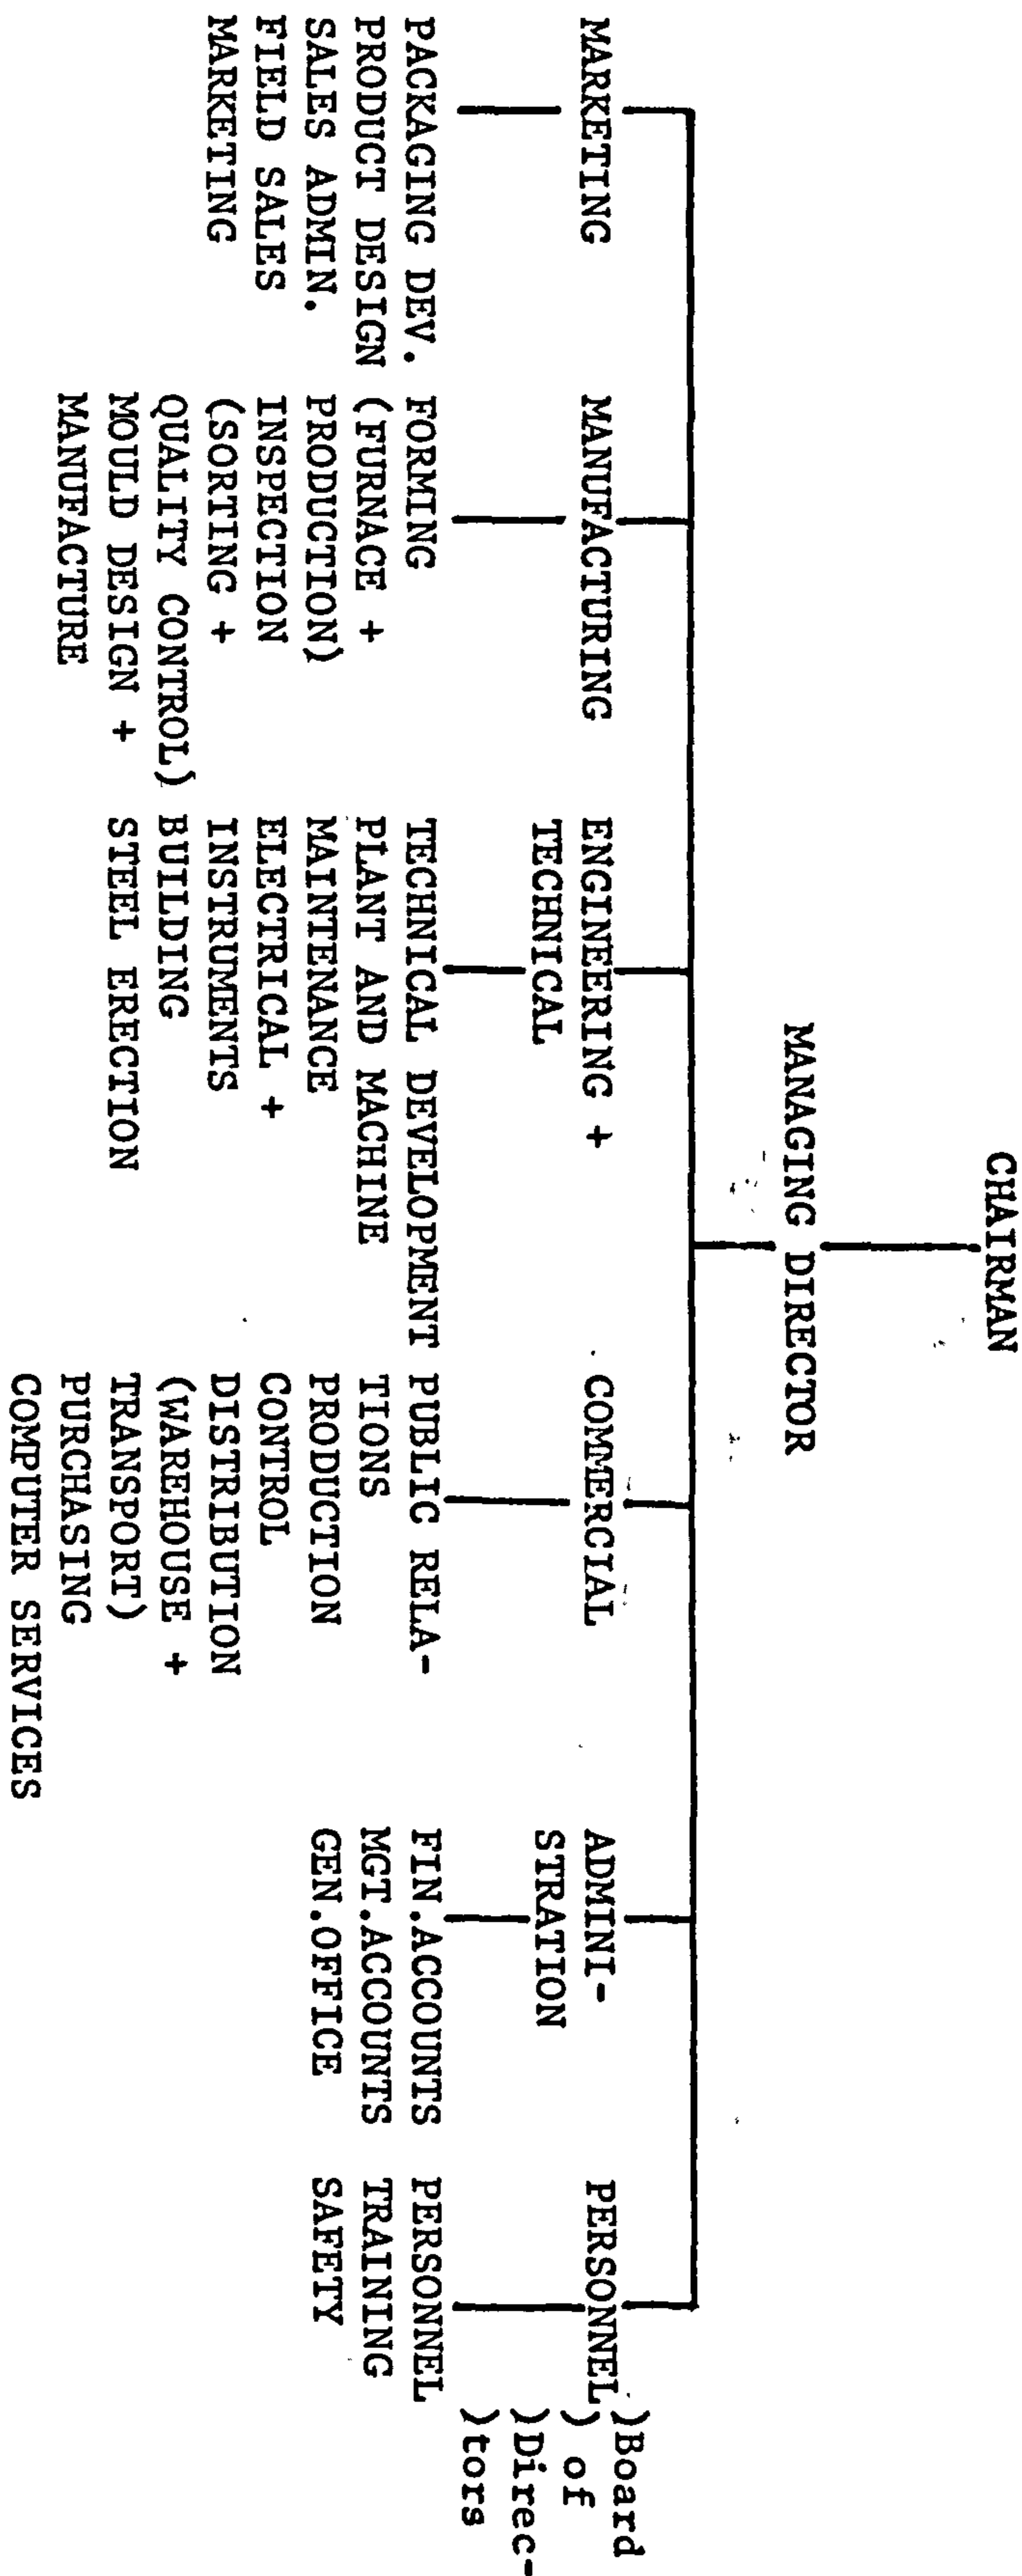 CHAIRMAN
MANAGING DIRECTOR
MARKETING
MANUFACTURING
ENGINEERING +
TECHNICAL
COMMERCIAL
ADMINI-
STRATION
PERSONNEL
)Board
) of
)Direc-
)tors
PACKAGING DEV.
PRODUCT DESIGN
SALES ADMIN.
FIELD SALES
MARKETING
FORMING
(FURNACE +
PRODUCTION)
INSPECTION
(SORTING +
QUALITY CONTROL)
MOULD DESIGN +
MANUFACTURE
TECHNICAL DEVELOPMENT
PLANT AND MACHINE
MAINTENANCE
ELECTRICAL +
INSTRUMENTS
BUILDING
STEEL ERECTION
PUBLIC RELA-
TIONS
PRODUCTION
CONTROL
DISTRIBUTION
(WAREHOUSE +
TRANSPORT)
PURCHASING
COMPUTER SERVICES
FIN.ACCOUNTS
MGT.ACCOUNTS
GEN.OFFICE
PERSONNEL
TRAINING
SAFETY